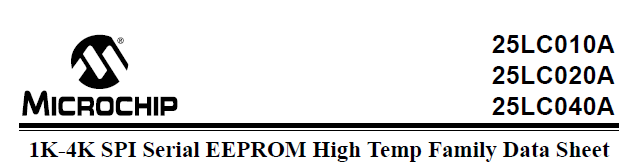 MICROCHIP
®
25LC010A
25LC020A
25LC040A
1K-4K SPI Serial EEPROM High Temp Family Data Sheet